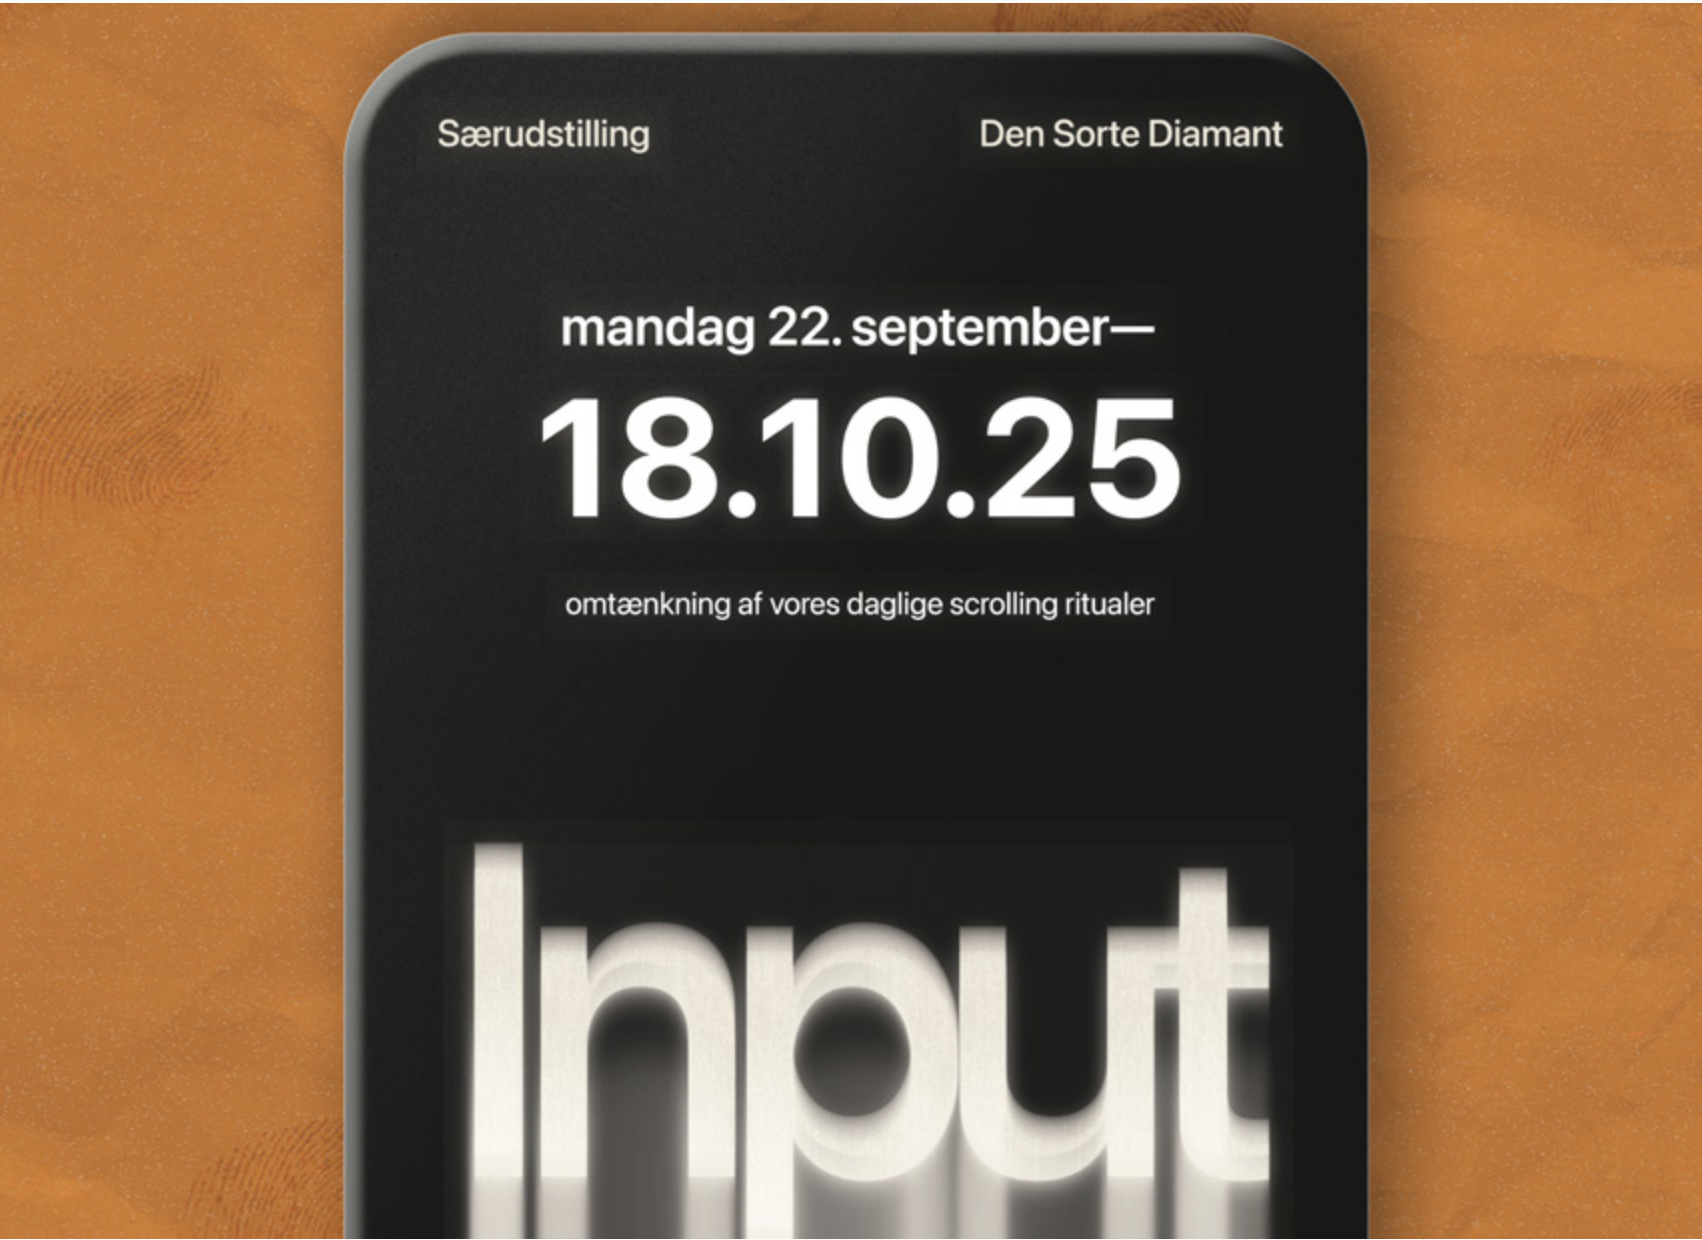 Særudstilling
Den Sorte Diamant
mandag 22. september—
18.10.25
omtænkning af vores daglige scrolling ritualer
Input